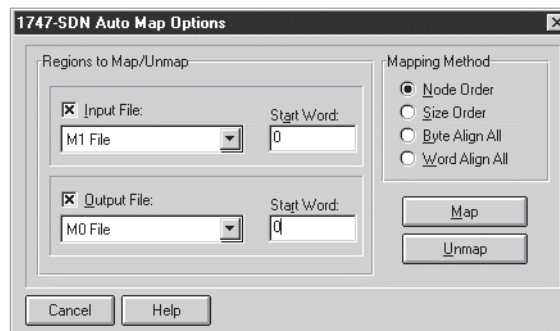 1747-SDN Auto Map Options
Regions to Map/Unmap
Input File:
Start Word:
M1 File
0
Output File:
Start Word:
M0 File
0
Mapping Method
Node Order
Size Order
Byte Align All
Word Align All
Map
Unmap
Cancel
Help